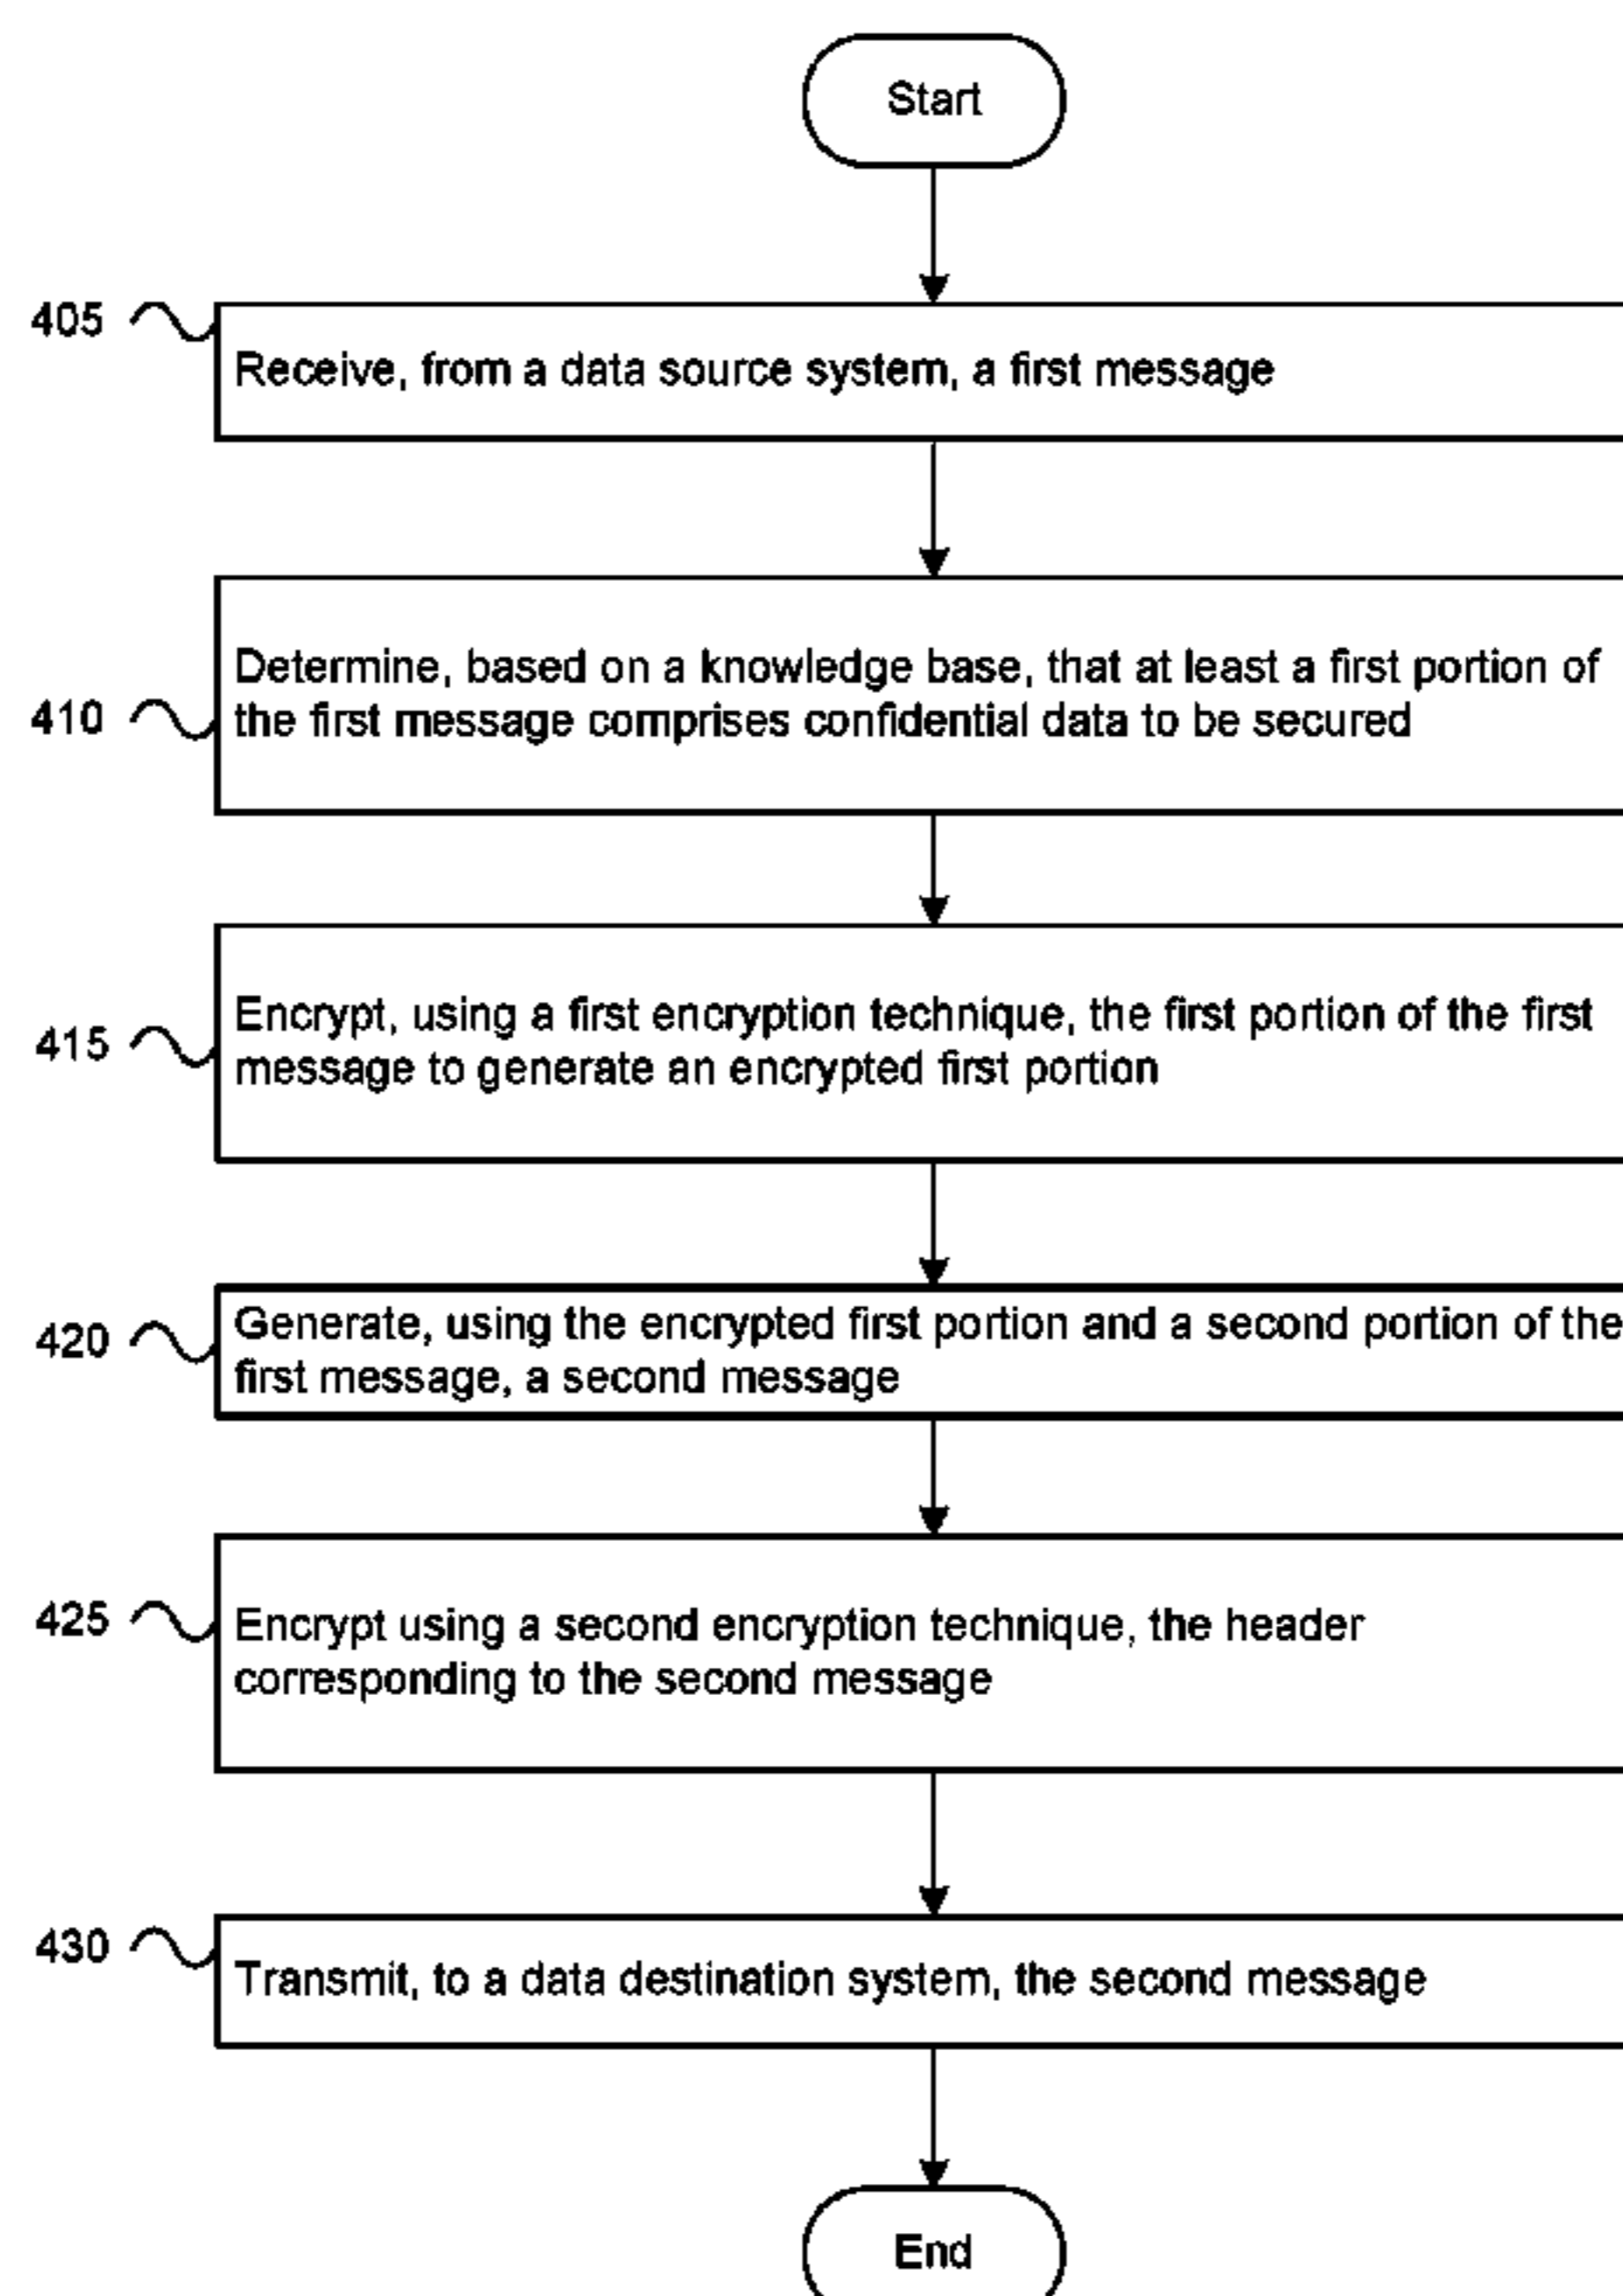 Start
405
Receive, from a data source system, a first message
410
Determine, based on a knowledge base, that at least a first portion of
the first message comprises confidential data to be secured
415
Encrypt, using a first encryption technique, the first portion of the first
message to generate an encrypted first portion
420
Generate, using the encrypted first portion and a second portion of the
first message, a second message
425
Encrypt using a second encryption technique, the header
corresponding to the second message
430
Transmit, to a data destination system, the second message
End